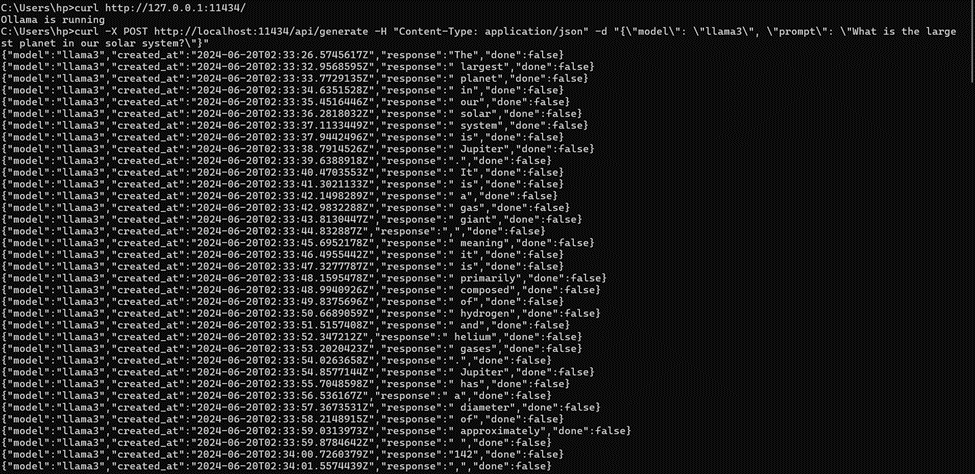 C:\Users\hp>curl http://127.0.0.1:11434/
Ollama is running
C:\Users\hp>curl -X POST http://localhost:11434/api/generate -H "Content-Type: application/json" -d "{\"model\": \"llama3\", \"prompt\": \"What is the large
st planet in our solar system?\"}"
{"model":"llama3","created_at":"2024-06-20T02:33:26.5745617Z","response":"The","done":false}
{"model":"llama3","created_at":"2024-06-20T02:33:32.9568595Z","response":" largest","done":false}
{"model":"llama3","created_at":"2024-06-20T02:33:33.7729135Z","response":" planet","done":false}
{"model":"llama3","created_at":"2024-06-20T02:33:34.6351528Z","response":" in","done":false}
{"model":"llama3","created_at":"2024-06-20T02:33:35.4516446Z","response":" our","done":false}
{"model":"llama3","created_at":"2024-06-20T02:33:36.2818032Z","response":" solar","done":false}
{"model":"llama3","created_at":"2024-06-20T02:33:37.1133449Z","response":" system","done":false}
{"model":"llama3","created_at":"2024-06-20T02:33:37.9442496Z","response":" is","done":false}
{"model":"llama3","created_at":"2024-06-20T02:33:38.7914526Z","response":" Jupiter","done":false}
{"model":"llama3","created_at":"2024-06-20T02:33:39.6388918Z","response":".","done":false}
{"model":"llama3","created_at":"2024-06-20T02:33:40.4703553Z","response":" It","done":false}
{"model":"llama3","created_at":"2024-06-20T02:33:41.3021133Z","response":" is","done":false}
{"model":"llama3","created_at":"2024-06-20T02:33:42.1498289Z","response":" a","done":false}
{"model":"llama3","created_at":"2024-06-20T02:33:42.9832288Z","response":" gas","done":false}
{"model":"llama3","created_at":"2024-06-20T02:33:43.8130447Z","response":" giant","done":false}
{"model":"llama3","created_at":"2024-06-20T02:33:44.832887Z","response":",","done":false}
{"model":"llama3","created_at":"2024-06-20T02:33:45.6952178Z","response":" meaning","done":false}
{"model":"llama3","created_at":"2024-06-20T02:33:46.4955442Z","response":" it","done":false}
{"model":"llama3","created_at":"2024-06-20T02:33:47.3277787Z","response":" is","done":false}
{"model":"llama3","created_at":"2024-06-20T02:33:48.1595478Z","response":" primarily","done":false}
{"model":"llama3","created_at":"2024-06-20T02:33:48.9940926Z","response":" composed","done":false}
{"model":"llama3","created_at":"2024-06-20T02:33:49.8375696Z","response":" of","done":false}
{"model":"llama3","created_at":"2024-06-20T02:33:50.6689059Z","response":" hydrogen","done":false}
{"model":"llama3","created_at":"2024-06-20T02:33:51.5157408Z","response":" and","done":false}
{"model":"llama3","created_at":"2024-06-20T02:33:52.347212Z","response":" helium","done":false}
{"model":"llama3","created_at":"2024-06-20T02:33:53.2020423Z","response":" gases","done":false}
{"model":"llama3","created_at":"2024-06-20T02:33:54.0263658Z","response":".","done":false}
{"model":"llama3","created_at":"2024-06-20T02:33:54.8577144Z","response":" Jupiter","done":false}
{"model":"llama3","created_at":"2024-06-20T02:33:55.7048598Z","response":" has","done":false}
{"model":"llama3","created_at":"2024-06-20T02:33:56.536167Z","response":" a","done":false}
{"model":"llama3","created_at":"2024-06-20T02:33:57.3673531Z","response":" diameter","done":false}
{"model":"llama3","created_at":"2024-06-20T02:33:58.2148915Z","response":" of","done":false}
{"model":"llama3","created_at":"2024-06-20T02:33:59.0313973Z","response":" approximately","done":false}
{"model":"llama3","created_at":"2024-06-20T02:33:59.8784642Z","response":" ","done":false}
{"model":"llama3","created_at":"2024-06-20T02:34:00.7260379Z","response":"142","done":false}
{"model":"llama3","created_at":"2024-06-20T02:34:01.5574439Z","response":",","done":false}